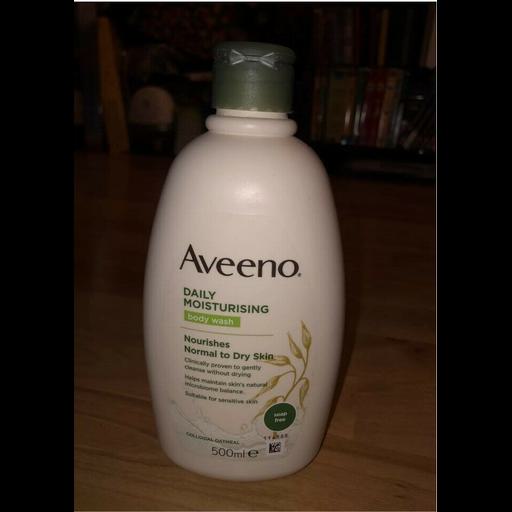 Aveeno.
DAILY
MOISTURISING
body wash
Nourishes
Normal to Dry Skin
Clinically proven to gently
cleanse without drying
Helps maintain skin's natural
microbiome balance.
Suitable for sensitive skin
soap
free
COLLOIDAL OATMEAL
500ml e